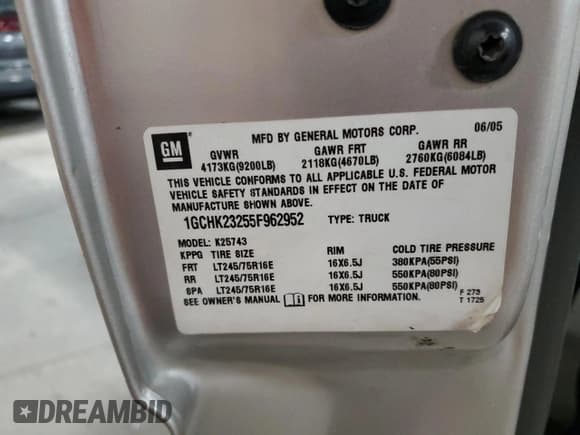 GM
MFD BY GENERAL MOTORS CORP. 06/05
GVWR GAWR FRT GAWR RR
4173KG(9200LB) 2118KG(4670LB) 2760KG(6084LB)
THIS VEHICLE CONFORMS TO ALL APPLICABLE U.S. FEDERAL MOTOR
VEHICLE SAFETY STANDARDS IN EFFECT ON THE DATE OF
MANUFACTURE SHOWN ABOVE.
1GCHK23255F962952 TYPE: TRUCK
MODEL: K25743
KPPG TIRE SIZE RIM COLD TIRE PRESSURE
FRT LT245/75R16E 16X6.5J 380KPA(55PSI)
RR LT245/75R16E 16X6.5J 550KPA(80PSI)
SPA LT245/75R16E 16X6.5J 550KPA(80PSI)
SEE OWNER'S MANUAL FOR MORE INFORMATION
F 273
T 1725
DREAMBID